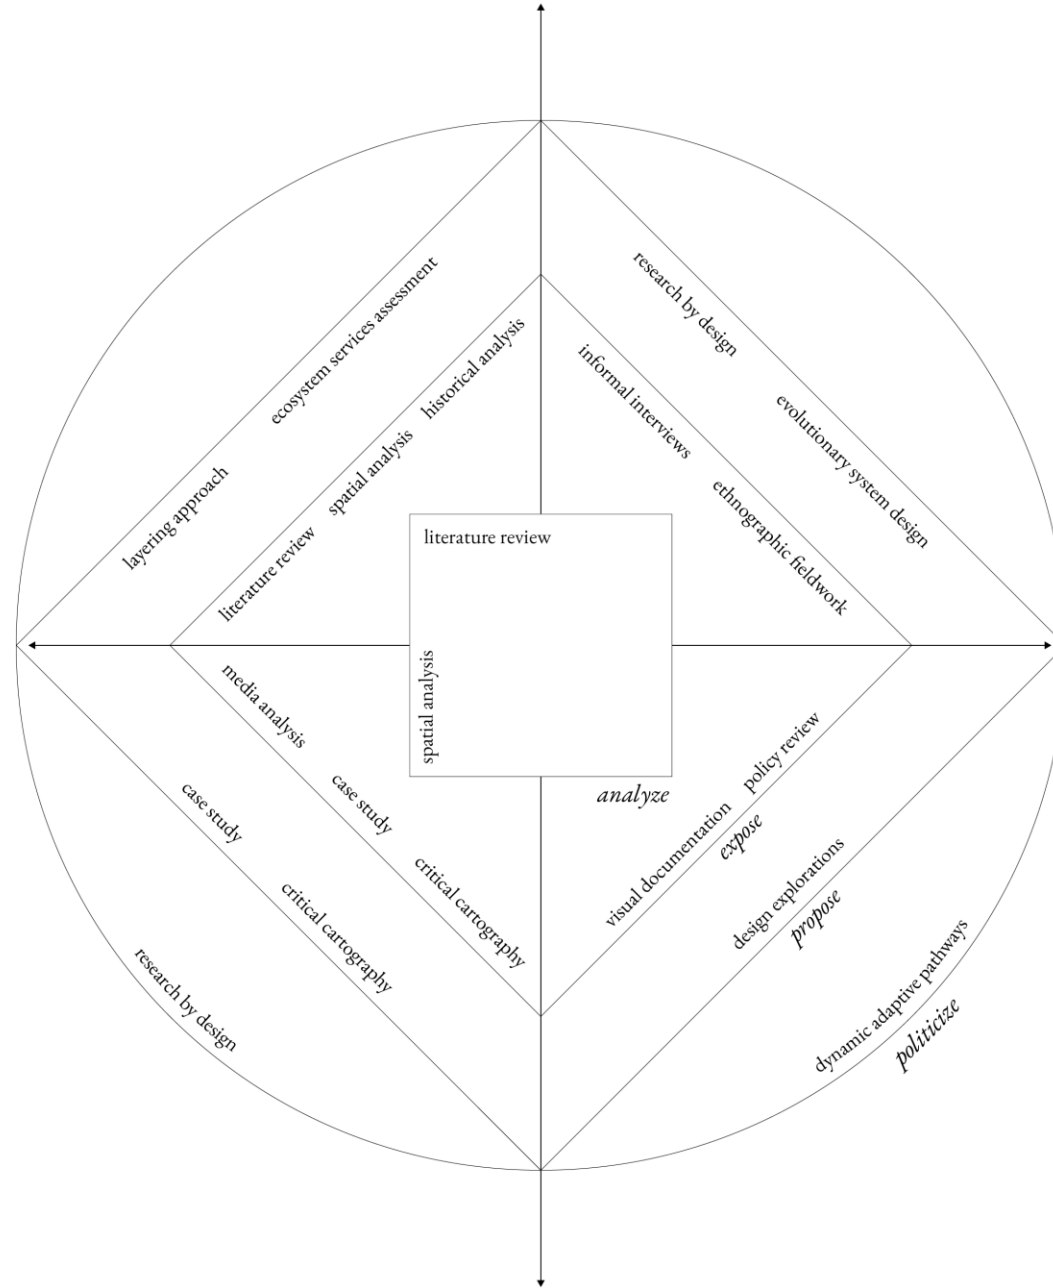 research by design
ecosystem services assessment
historical analysis
informal interviews
evolutionary system design
spatial analysis
layering approach
ethnographic fieldwork
literature review
literature review
spatial analysis
media analysis
policy review
case study
case study
analyze
visual documentation
expose
critical cartography
critical cartography
design explorations
propose
research by design
dynamic adaptive pathways
politicize